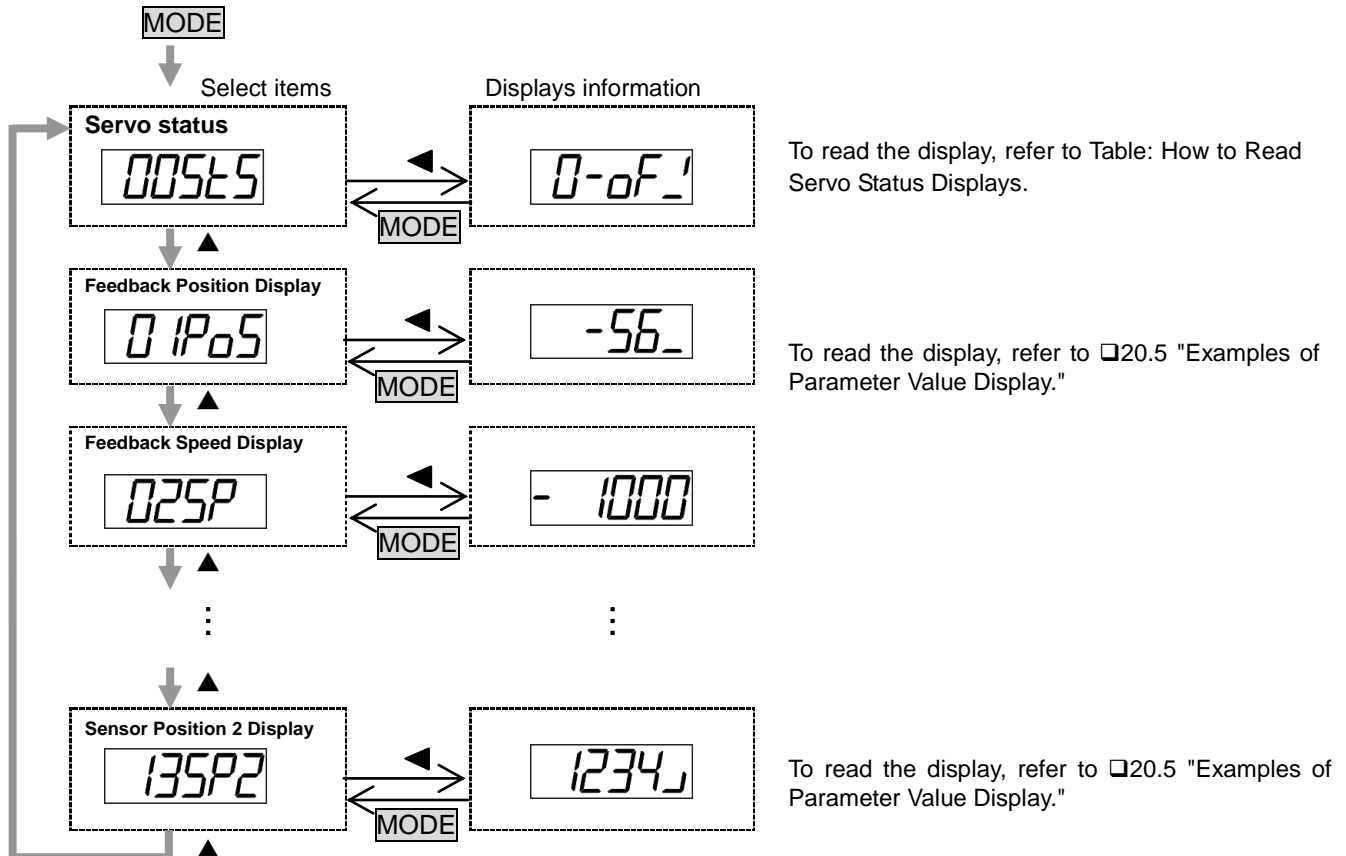 MODE
Select items Displays information
Servo status
00StS
0-oF_'
MODE
To read the display, refer to Table: How to Read
Servo Status Displays.
Feedback Position Display
01PoS
-56_
MODE
To read the display, refer to ❑20.5 "Examples of
Parameter Value Display."
Feedback Speed Display
02SP
- 1000
MODE
⋮ ⋮
Sensor Position 2 Display
13SP2
1234⌟
MODE
To read the display, refer to ❑20.5 "Examples of
Parameter Value Display."